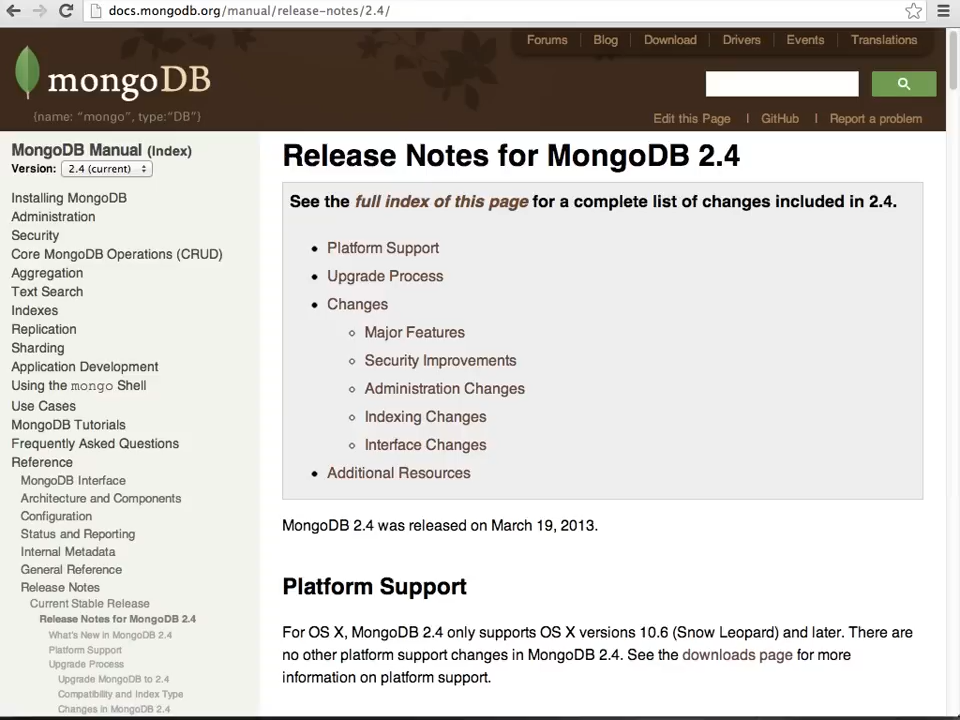 docs.mongodb.org/manual/release-notes/2.4/
Forums | Blog | Download | Drivers | Events | Translations
mongoDB
{name: "mongo", type:"DB"}
Edit this Page | GitHub | Report a problem
MongoDB Manual (Index)
Version: 2.4 (current)
Installing MongoDB
Administration
Security
Core MongoDB Operations (CRUD)
Aggregation
Text Search
Indexes
Replication
Sharding
Application Development
Using the mongo Shell
Use Cases
MongoDB Tutorials
Frequently Asked Questions
Reference
MongoDB Interface
Architecture and Components
Configuration
Status and Reporting
Internal Metadata
General Reference
Release Notes
Current Stable Release
Release Notes for MongoDB 2.4
What's New in MongoDB 2.4
Platform Support
Upgrade Process
Upgrade MongoDB to 2.4
Compatibility and Index Type
Changes in MongoDB 2.4
Release Notes for MongoDB 2.4
See the full index of this page for a complete list of changes included in 2.4.
Platform Support
Upgrade Process
Changes
Major Features
Security Improvements
Administration Changes
Indexing Changes
Interface Changes
Additional Resources
MongoDB 2.4 was released on March 19, 2013.
Platform Support
For OS X, MongoDB 2.4 only supports OS X versions 10.6 (Snow Leopard) and later. There are
no other platform support changes in MongoDB 2.4. See the downloads page for more
information on platform support.